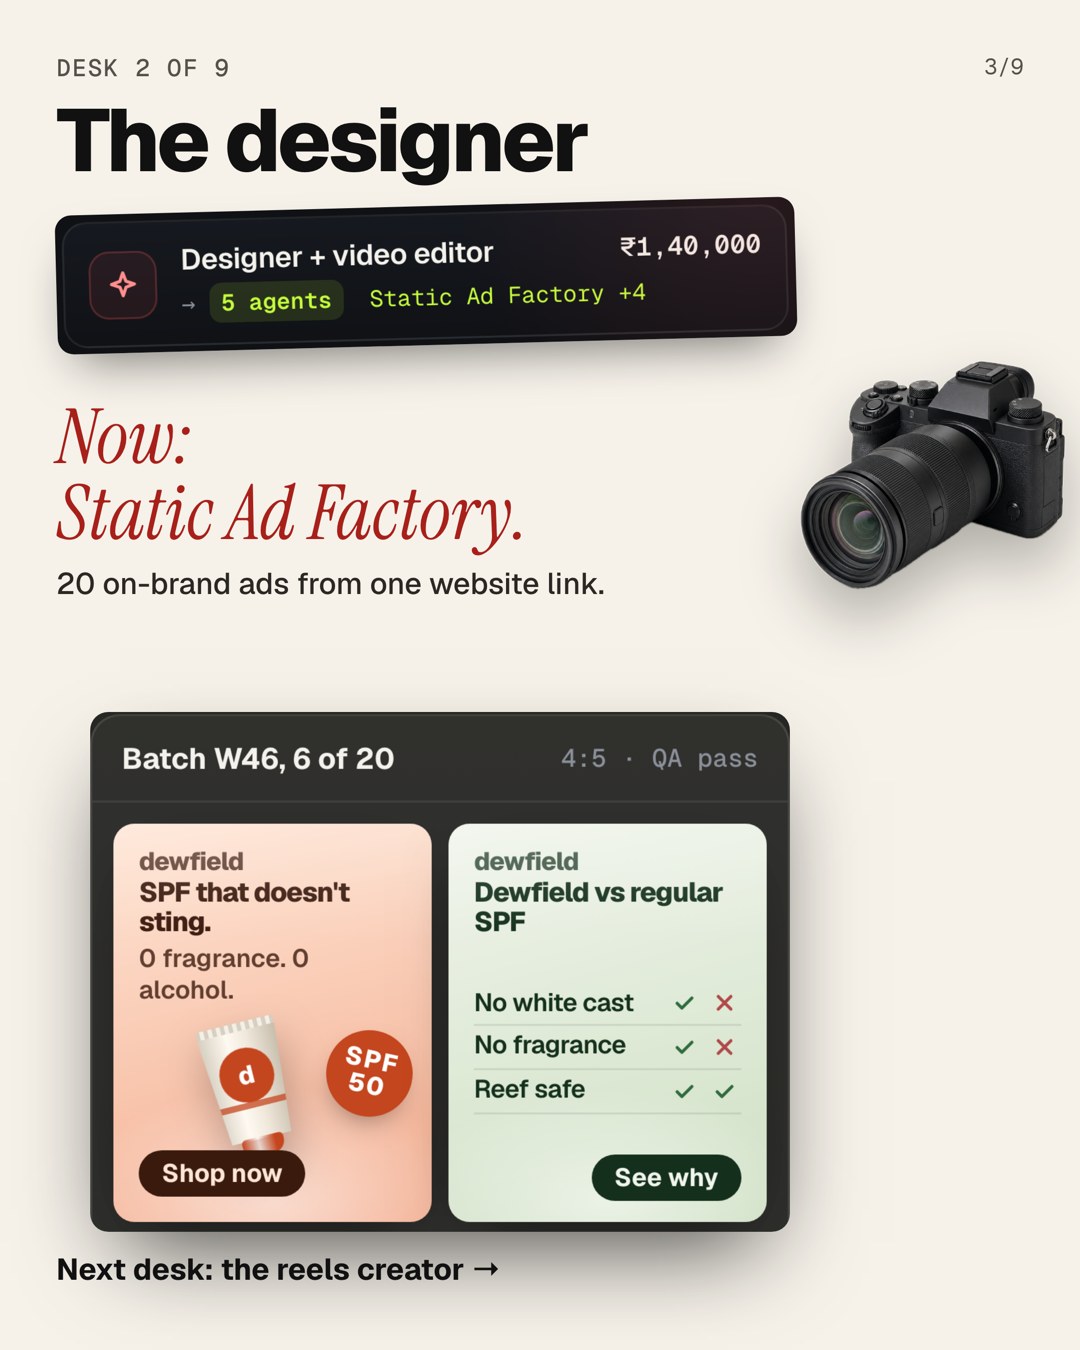 DESK 2 OF 9
3/9
The designer
Designer + video editor
₹1,40,000
→ 5 agents Static Ad Factory +4
Now:
Static Ad Factory.
20 on-brand ads from one website link.
Batch W46, 6 of 20
4:5 · QA pass
dewfield
SPF that doesn't
sting.
0 fragrance. 0
alcohol.
d
SPF
50
Shop now
dewfield
Dewfield vs regular
SPF
No white cast ✓ ✕
No fragrance ✓ ✕
Reef safe ✓ ✓
See why
Next desk: the reels creator →